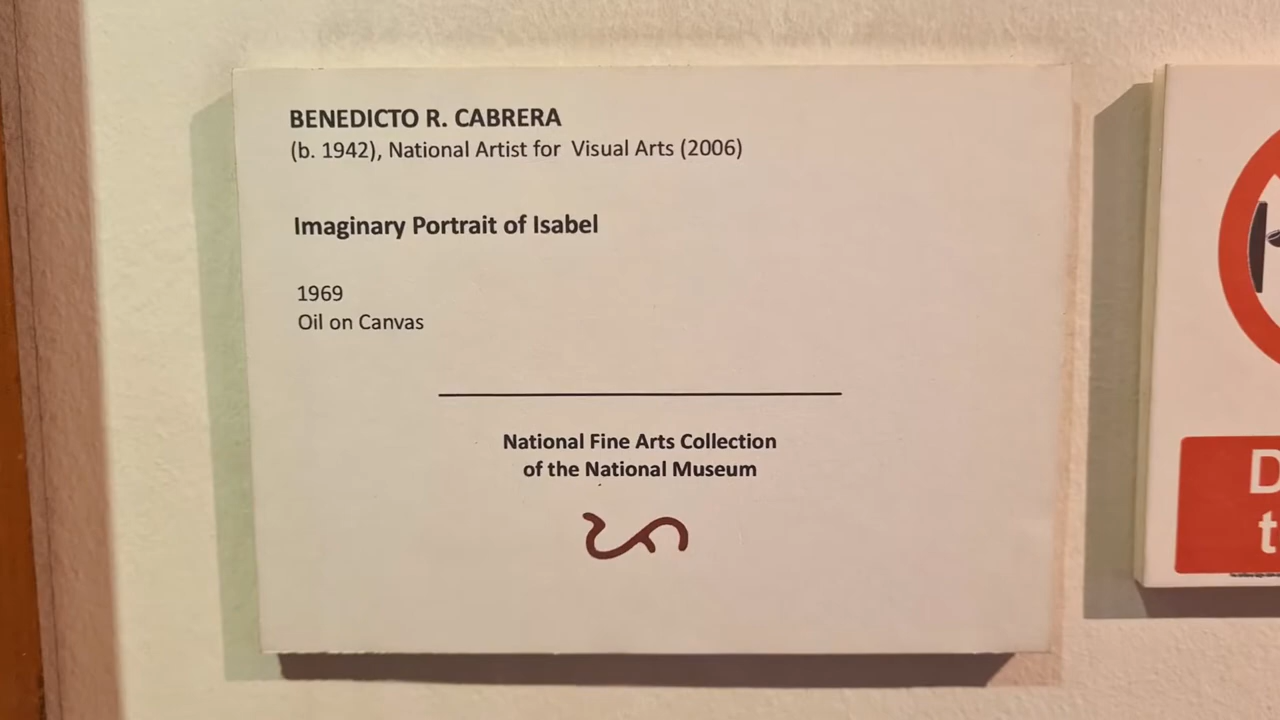 BENEDICTO R. CABRERA
(b. 1942), National Artist for Visual Arts (2006)
Imaginary Portrait of Isabel
1969
Oil on Canvas
National Fine Arts Collection
of the National Museum
ᜉ
D
t